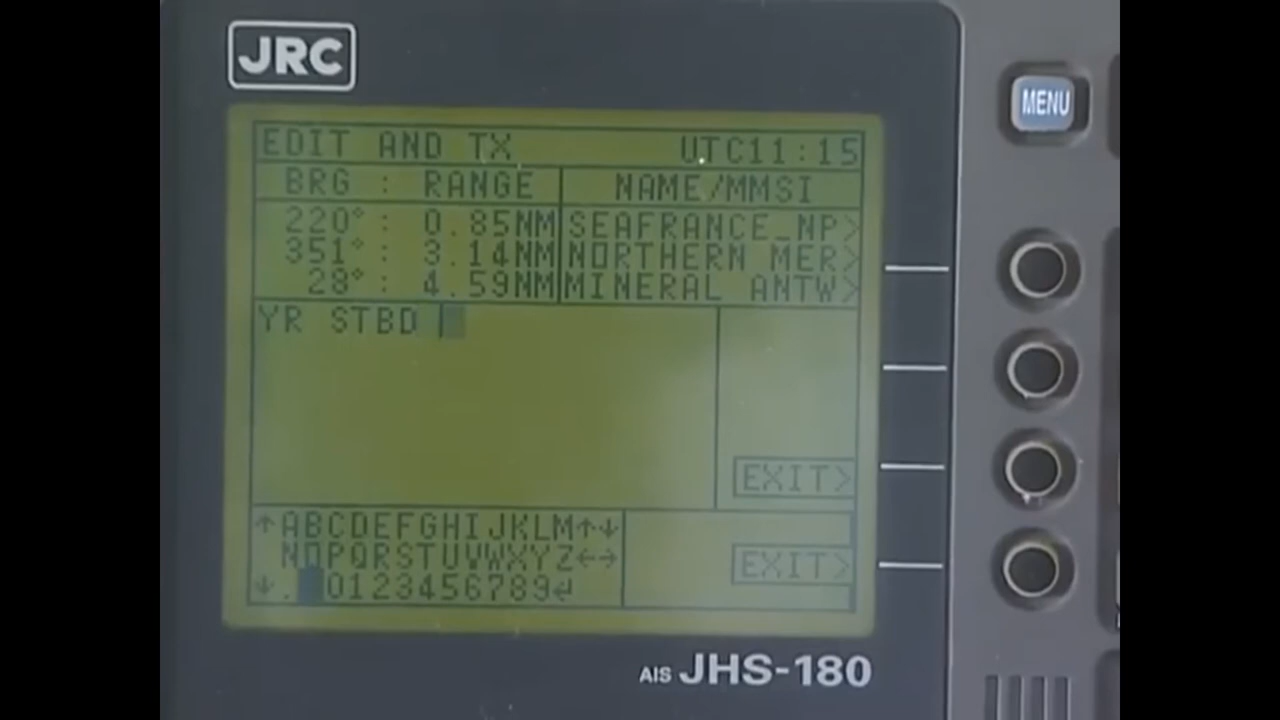 JRC
MENU
EDIT AND TX UTC11:15
BRG : RANGE NAME/MMSI
220°: 0.85NM SEAFRANCE_NP>
351°: 3.14NM NORTHERN MER>
28°: 4.59NM MINERAL ANTW>
YR STBD
EXIT>
↑ABCDEFGHIJKLM↑↓
NOPQRSTUVWXYZ←→
EXIT>
↓. 0123456789↵
AIS JHS-180